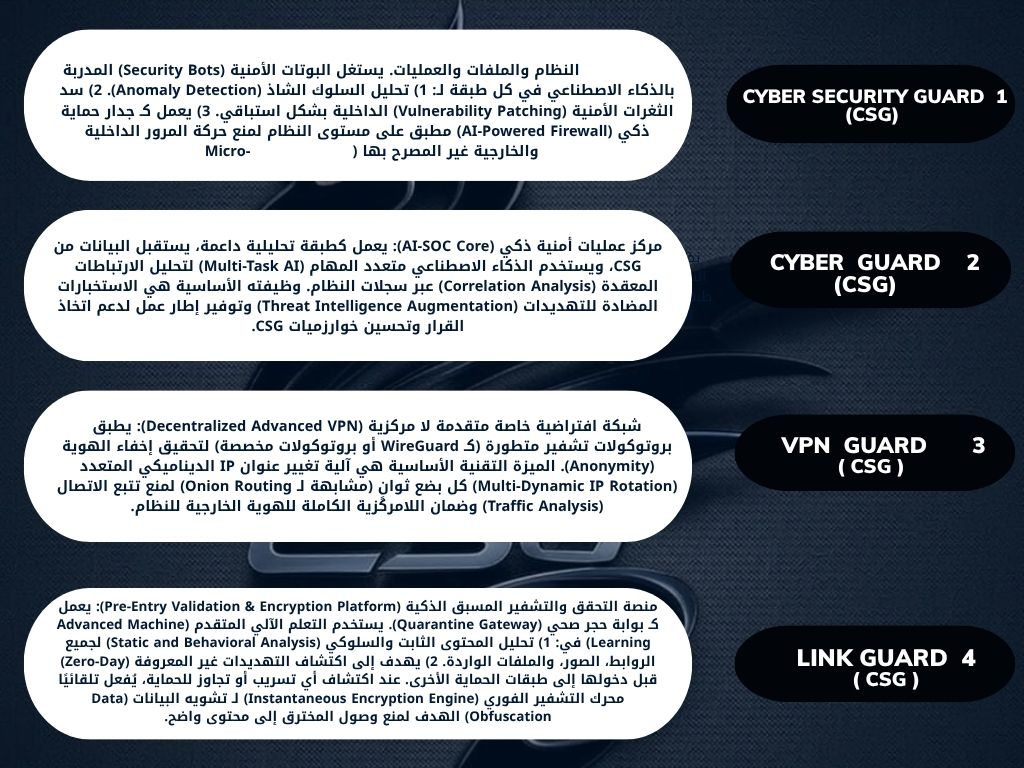 CYBER SECURITY GUARD 1
(CSG)
النظام والملفات والعمليات. يستغل البوتات الأمنية (Security Bots) المدربة
بالذكاء الاصطناعي في كل طبقة لـ: 1) تحليل السلوك الشاذ (Anomaly Detection). 2) سد
الثغرات الأمنية (Vulnerability Patching) الداخلية بشكل استباقي. 3) يعمل كـ جدار حماية
ذكي (AI-Powered Firewall) مطبق على مستوى النظام لمنع حركة المرور الداخلية
والخارجية غير المصرح بها ( Micro-
CYBER GUARD 2
(CSG)
مركز عمليات أمنية ذكي (AI-SOC Core): يعمل كطبقة تحليلية داعمة، يستقبل البيانات من
CSG، ويستخدم الذكاء الاصطناعي متعدد المهام (Multi-Task AI) لتحليل الارتباطات
المعقدة (Correlation Analysis) عبر سجلات النظام. وظيفته الأساسية هي الاستخبارات
المضادة للتهديدات (Threat Intelligence Augmentation) وتوفير إطار عمل لدعم اتخاذ
القرار وتحسين خوارزميات CSG.
VPN GUARD 3
( CSG )
شبكة افتراضية خاصة متقدمة لا مركزية (Decentralized Advanced VPN): يطبق
بروتوكولات تشفير متطورة (كـ WireGuard أو بروتوكولات مخصصة) لتحقيق إخفاء الهوية
(Anonymity). الميزة التقنية الأساسية هي آلية تغيير عنوان IP الديناميكي المتعدد
(Multi-Dynamic IP Rotation) كل بضع ثوانٍ (مشابهة لـ Onion Routing) لمنع تتبع الاتصال
(Traffic Analysis) وضمان اللامركزية الكاملة للهوية الخارجية للنظام.
LINK GUARD 4
( CSG )
منصة التحقق والتشفير المسبق الذكية (Pre-Entry Validation & Encryption Platform): يعمل
كـ بوابة حجر صحي (Quarantine Gateway). يستخدم التعلم الآلي المتقدم (Advanced Machine
Learning) في: 1) تحليل المحتوى الثابت والسلوكي (Static and Behavioral Analysis) لجميع
الروابط، الصور، والملفات الواردة. 2) يهدف إلى اكتشاف التهديدات غير المعروفة (Zero-Day)
قبل دخولها إلى طبقات الحماية الأخرى. عند اكتشاف أي تسريب أو تجاوز للحماية، يُفعل تلقائيًا
محرك التشفير الفوري (Instantaneous Encryption Engine) لـ تشويه البيانات (Data
Obfuscation) الهدف لمنع وصول المخترق إلى محتوى واضح.